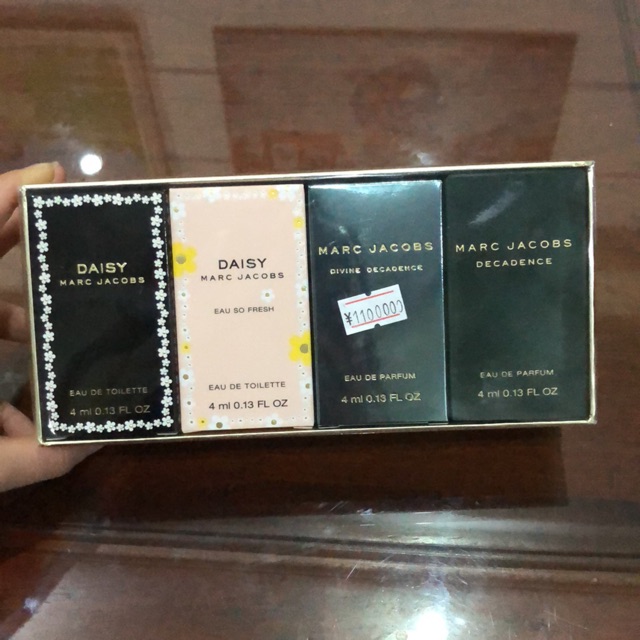 DAISY
MARC JACOBS
EAU DE TOILETTE
4 ml 0.13 FL OZ
DAISY
MARC JACOBS
EAU SO FRESH
EAU DE TOILETTE
4 ml 0.13 FL OZ
MARC JACOBS
DIVINE DECADENCE
¥1100000
EAU DE PARFUM
4 ml 0.13 FL OZ
MARC JACOBS
DECADENCE
EAU DE PARFUM
4 ml 0.13 FL OZ